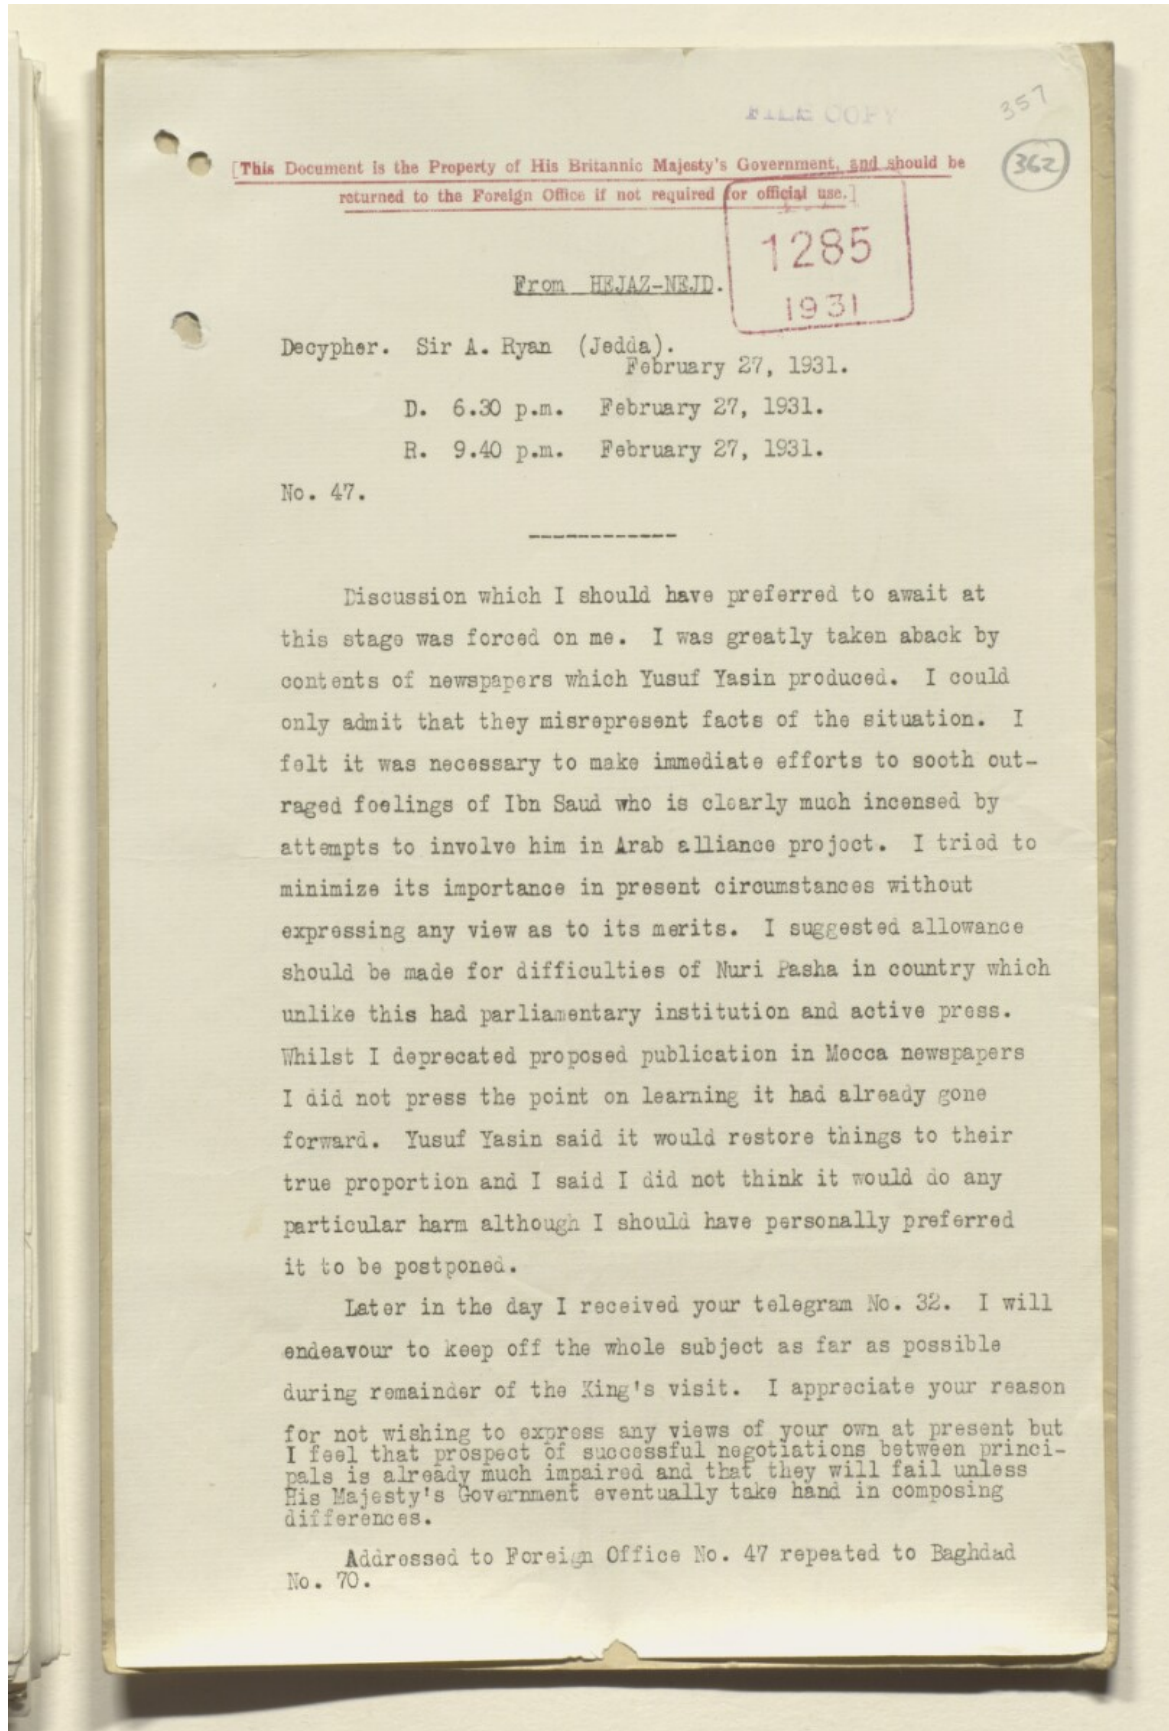 FILE COPY
357
362
[This Document is the Property of His Britannic Majesty's Government, and should be
returned to the Foreign Office if not required for official use.]
1285
1931
From HEJAZ-NEJD.
Decypher. Sir A. Ryan (Jedda).
February 27, 1931.
D. 6.30 p.m. February 27, 1931.
R. 9.40 p.m. February 27, 1931.
No. 47.
------------
Discussion which I should have preferred to await at
this stage was forced on me. I was greatly taken aback by
contents of newspapers which Yusuf Yasin produced. I could
only admit that they misrepresent facts of the situation. I
felt it was necessary to make immediate efforts to sooth out-
raged feelings of Ibn Saud who is clearly much incensed by
attempts to involve him in Arab alliance project. I tried to
minimize its importance in present circumstances without
expressing any view as to its merits. I suggested allowance
should be made for difficulties of Nuri Pasha in country which
unlike this had parliamentary institution and active press.
Whilst I deprecated proposed publication in Mecca newspapers
I did not press the point on learning it had already gone
forward. Yusuf Yasin said it would restore things to their
true proportion and I said I did not think it would do any
particular harm although I should have personally preferred
it to be postponed.
Later in the day I received your telegram No. 32. I will
endeavour to keep off the whole subject as far as possible
during remainder of the King's visit. I appreciate your reason
for not wishing to express any views of your own at present but
I feel that prospect of successful negotiations between princi-
pals is already much impaired and that they will fail unless
His Majesty's Government eventually take hand in composing
differences.
Addressed to Foreign Office No. 47 repeated to Baghdad
No. 70.